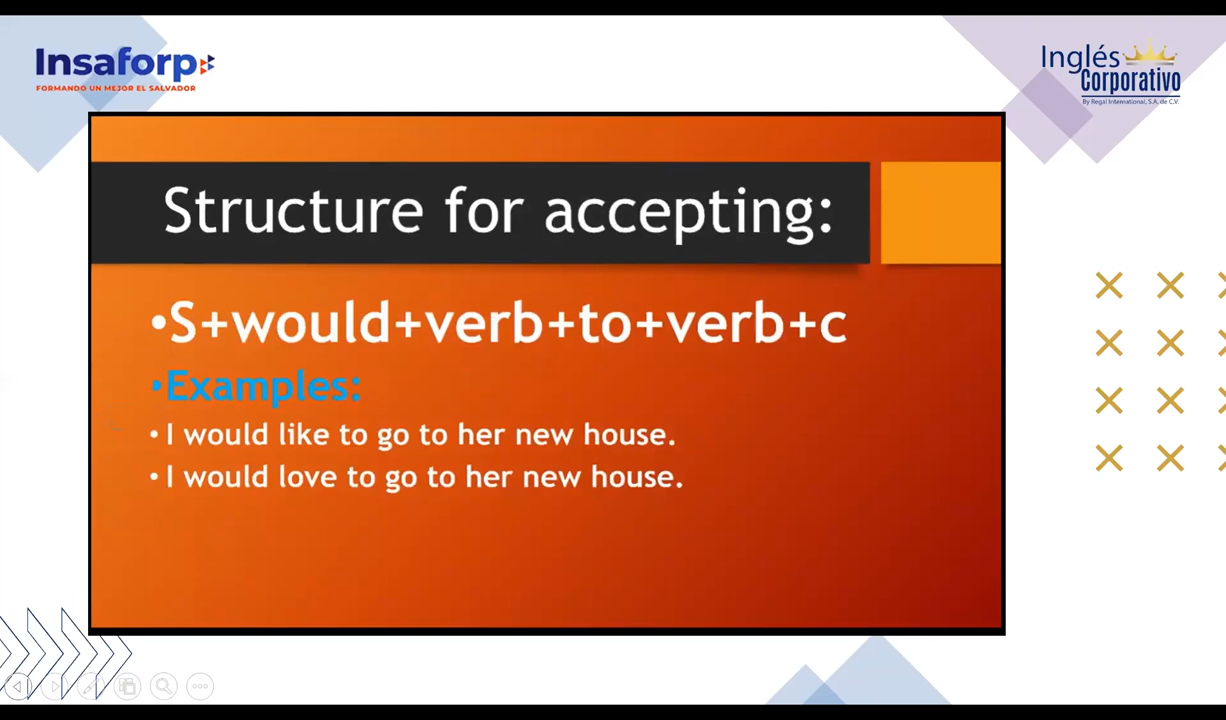 Insaforp
FORMANDO UN MEJOR EL SALVADOR
Inglés
Corporativo
By Regal International, S.A. de C.V.
Structure for accepting:
•S+would+verb+to+verb+c
•Examples:
• I would like to go to her new house.
• I would love to go to her new house.